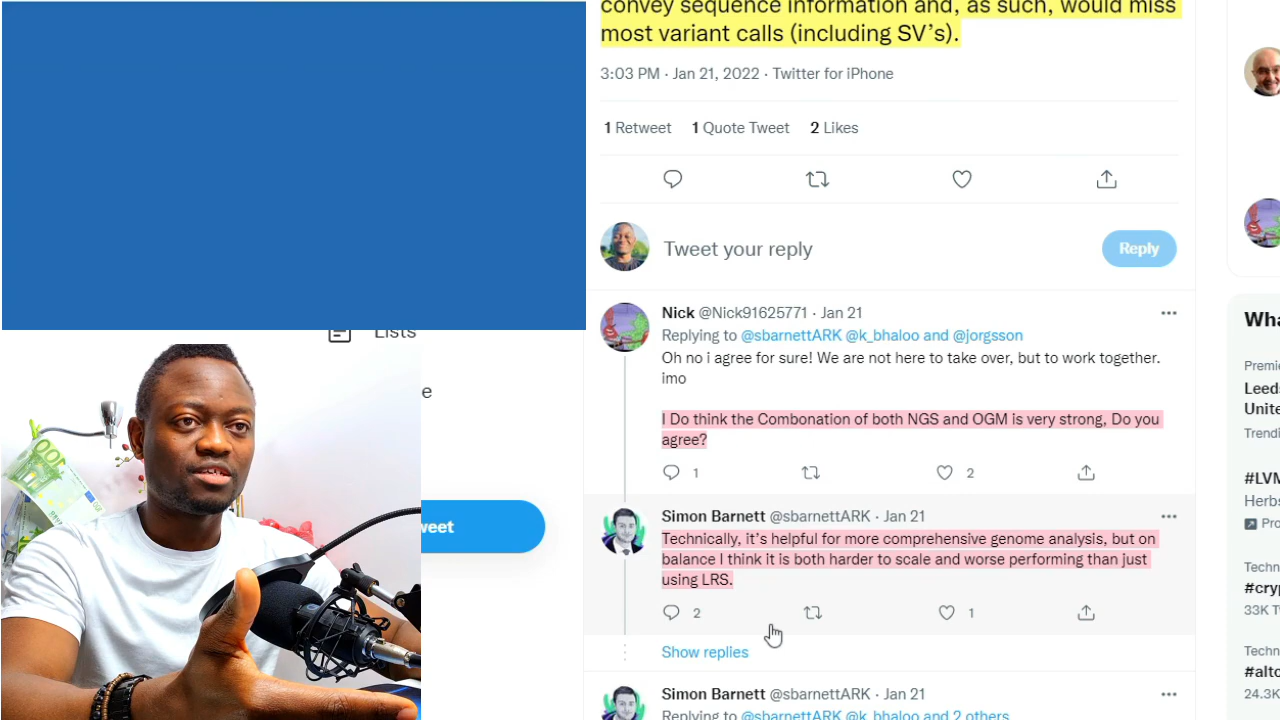 convey sequence information and, as such, would miss
most variant calls (including SV's).
3:03 PM · Jan 21, 2022 · Twitter for iPhone
1 Retweet 1 Quote Tweet 2 Likes
Tweet your reply
Reply
Nick @Nick91625771 · Jan 21
Replying to @sbarnettARK @k_bhaloo and @jorgsson
Oh no i agree for sure! We are not here to take over, but to work together.
imo
I Do think the Combonation of both NGS and OGM is very strong, Do you
agree?
1 2
Simon Barnett @sbarnettARK · Jan 21
Technically, it's helpful for more comprehensive genome analysis, but on
balance I think it is both harder to scale and worse performing than just
using LRS.
2 1
Show replies
Simon Barnett @sbarnettARK · Jan 21
Replying to @sbarnettARK @k_bhaloo and 2 others
Lists
e
weet
100
Wha
Premie
Leeds
Unite
Trendi
#LVM
Herbs
Pro
Techn
#cryp
33K T
Techn
#alto
24.3K